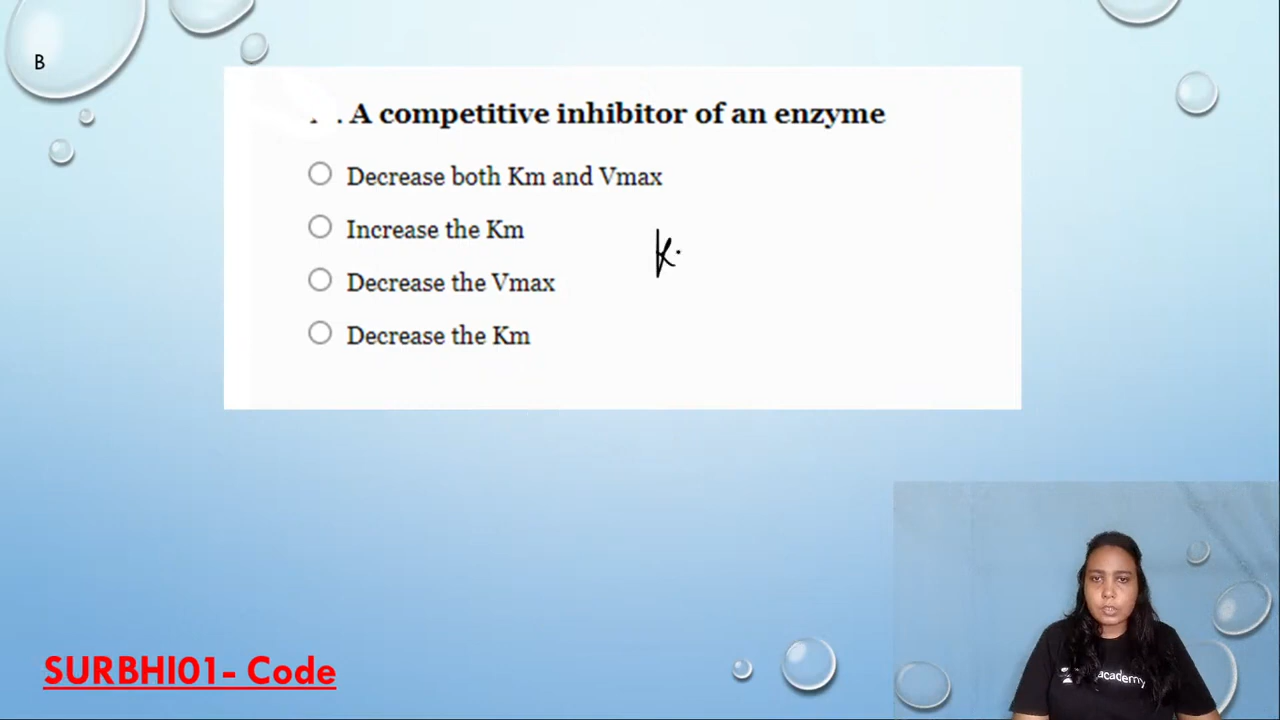 B
. A competitive inhibitor of an enzyme
Decrease both Km and Vmax
Increase the Km
Decrease the Vmax
Decrease the Km
K
SURBHI01- Code
academy